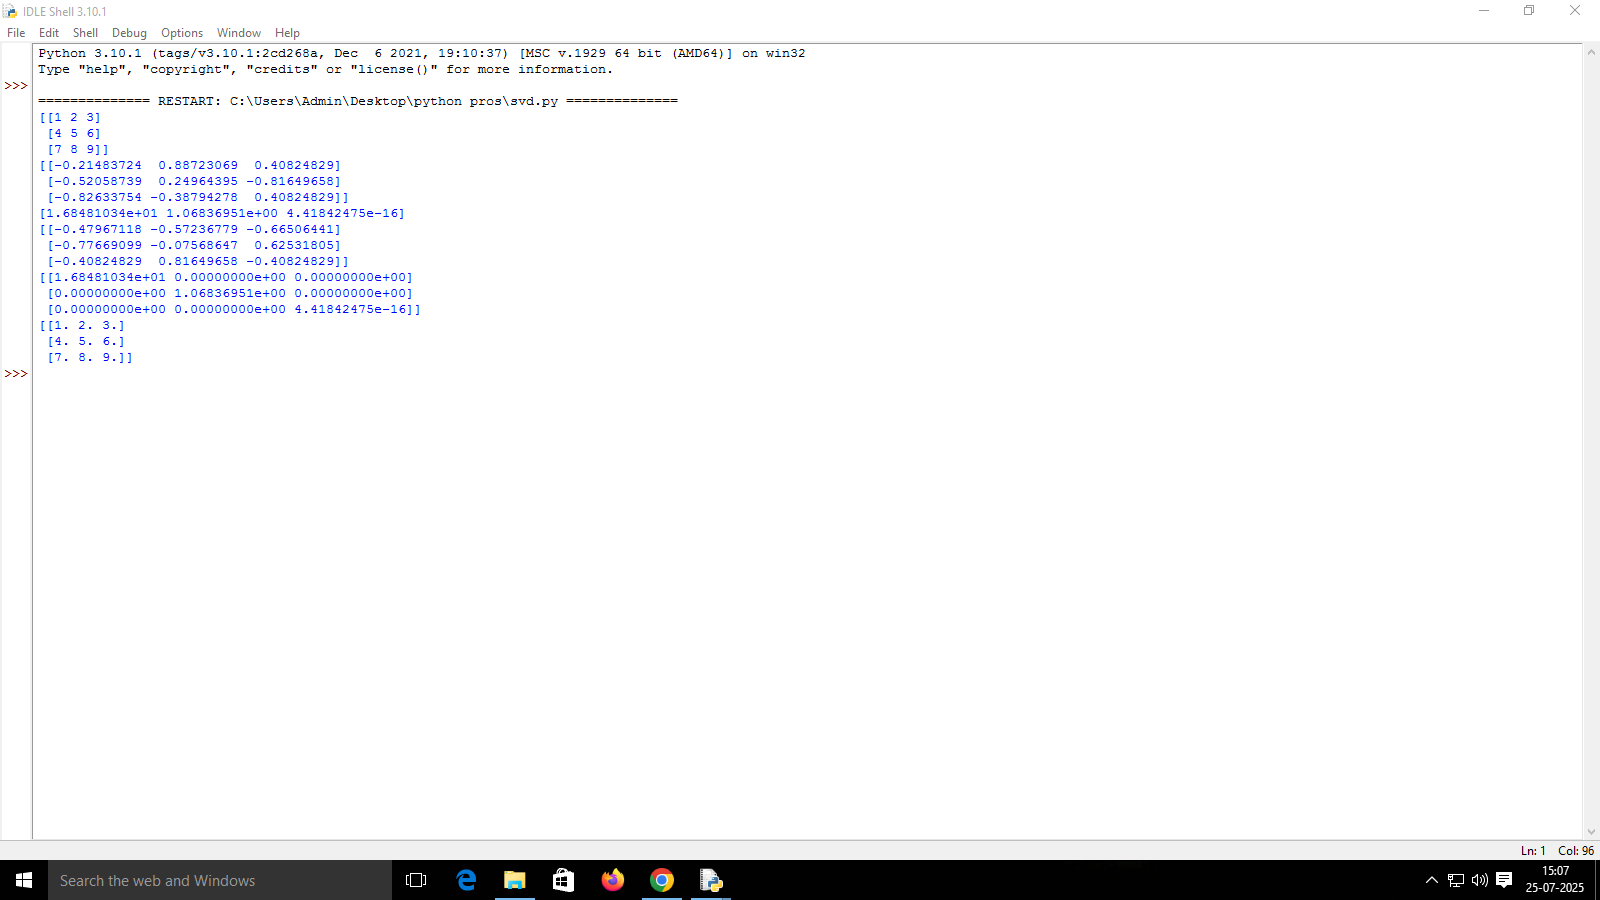 IDLE Shell 3.10.1
File Edit Shell Debug Options Window Help
Python 3.10.1 (tags/v3.10.1:2cd268a, Dec  6 2021, 19:10:37) [MSC v.1929 64 bit (AMD64)] on win32
Type "help", "copyright", "credits" or "license()" for more information.
>>>
============== RESTART: C:\Users\Admin\Desktop\python pros\svd.py ==============
[[1 2 3]
 [4 5 6]
 [7 8 9]]
[[-0.21483724  0.88723069  0.40824829]
 [-0.52058739  0.24964395 -0.81649658]
 [-0.82633754 -0.38794278  0.40824829]]
[1.68481034e+01 1.06836951e+00 4.41842475e-16]
[[-0.47967118 -0.57236779 -0.66506441]
 [-0.77669099 -0.07568647  0.62531805]
 [-0.40824829  0.81649658 -0.40824829]]
[[1.68481034e+01 0.00000000e+00 0.00000000e+00]
 [0.00000000e+00 1.06836951e+00 0.00000000e+00]
 [0.00000000e+00 0.00000000e+00 4.41842475e-16]]
[[1. 2. 3.]
 [4. 5. 6.]
 [7. 8. 9.]]
>>>
Ln: 1 Col: 96
Search the web and Windows
15:07
25-07-2025